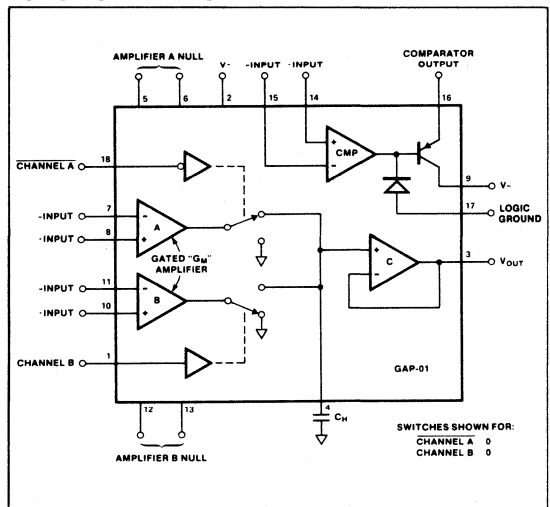 AMPLIFIER A NULL
V-
-INPUT
·INPUT
COMPARATOR
OUTPUT
5
6
2
15
14
16
CHANNEL A
18
+
-
CMP
9
V-
17
LOGIC
GROUND
-INPUT
7
-
A
·INPUT
8
+
GATED "GM"
AMPLIFIER
+
-
C
3
VOUT
-INPUT
11
-
B
·INPUT
10
+
CHANNEL B
1
GAP-01
4
CH
12
13
AMPLIFIER B NULL
SWITCHES SHOWN FOR:
CHANNEL A 0
CHANNEL B 0